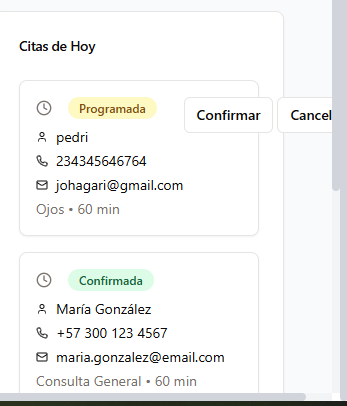 Citas de Hoy
Programada
Confirmar
Cancel
pedri
234345646764
johagari@gmail.com
Ojos • 60 min
Confirmada
María González
+57 300 123 4567
maria.gonzalez@email.com
Consulta General • 60 min